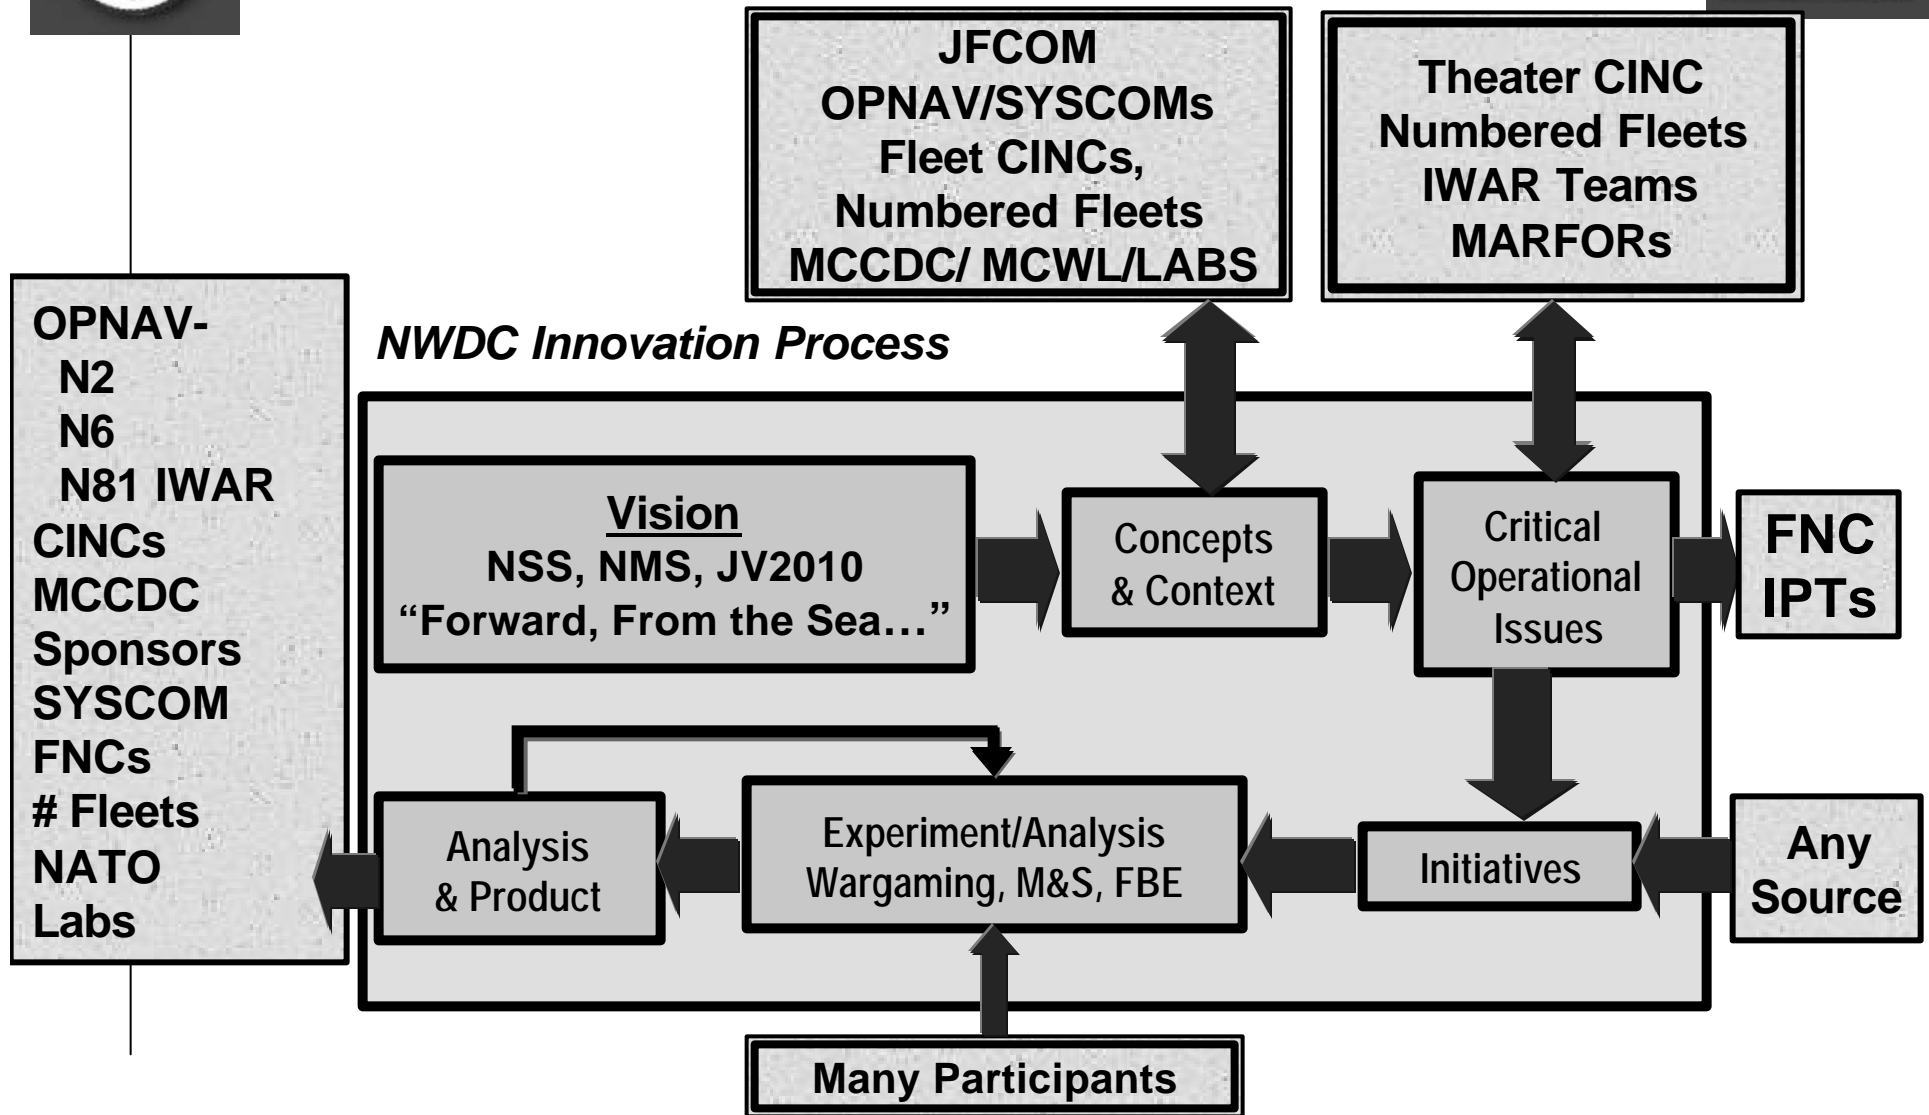 JFCOM
OPNAV/SYSCOMs
Fleet CINCs,
Numbered Fleets
MCCDC/ MCWL/LABS
Theater CINC
Numbered Fleets
IWAR Teams
MARFORs
OPNAV-
N2
N6
N81 IWAR
CINCs
MCCDC
Sponsors
SYSCOM
FNCs
# Fleets
NATO
Labs
NWDC Innovation Process
Vision
NSS, NMS, JV2010
“Forward, From the Sea…”
Concepts
& Context
Critical
Operational
Issues
FNC
IPTs
Analysis
& Product
Experiment/Analysis
Wargaming, M&S, FBE
Initiatives
Any
Source
Many Participants